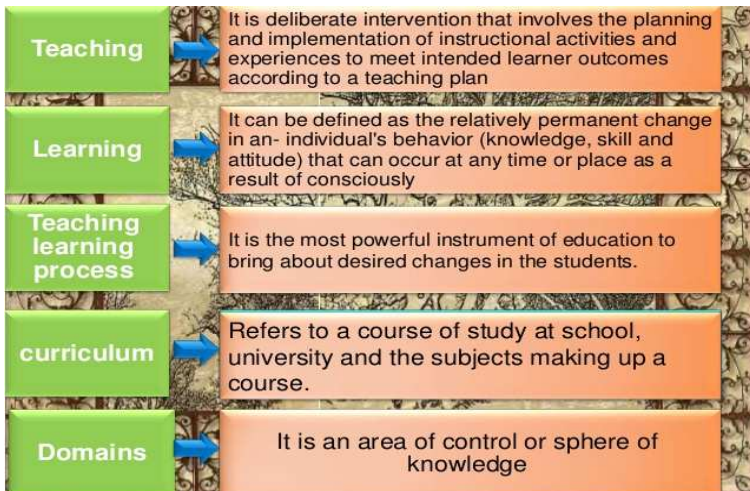 Teaching
It is deliberate intervention that involves the planning
and implementation of instructional activities and
experiences to meet intended learner outcomes
according to a teaching plan
Learning
It can be defined as the relatively permanent change
in an- individual's behavior (knowledge, skill and
attitude) that can occur at any time or place as a
result of consciously
Teaching
learning
process
It is the most powerful instrument of education to
bring about desired changes in the students.
curriculum
Refers to a course of study at school,
university and the subjects making up a
course.
Domains
It is an area of control or sphere of
knowledge